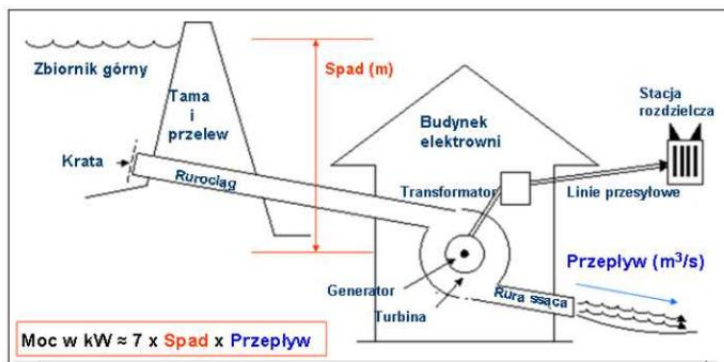 Zbiornik górny
Spad (m)
Tama
i
przelew
Krata
Rurociąg
Budynek
elektrowni
Stacja
rozdzielcza
Transformator
Linie przesyłowe
Przepływ (m³/s)
Generator
Turbina
Rura ssąca
Moc w kW ≈ 7 x Spad x Przepływ